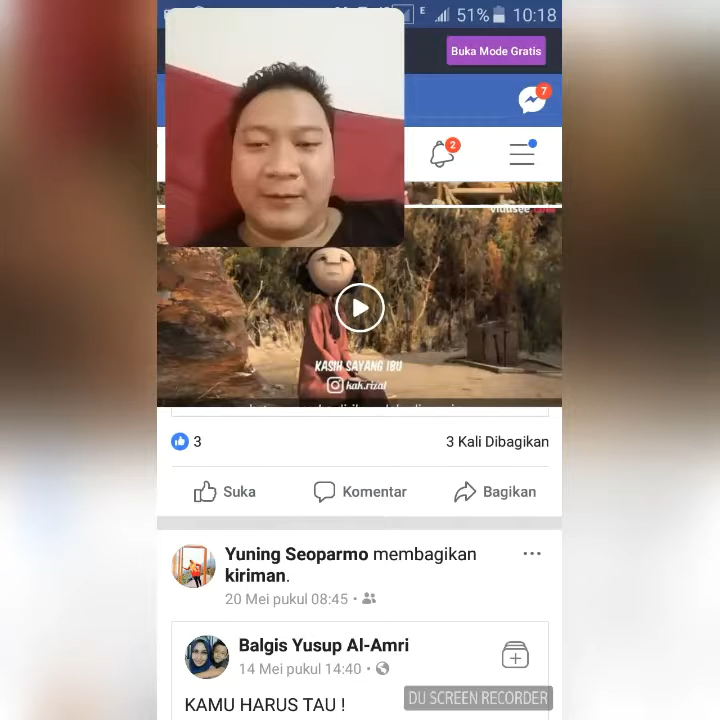 E 51% 10:18
Buka Mode Gratis
7
2
viddsee.com
KASIH SAYANG IBU
kak.rizal
3
3 Kali Dibagikan
Suka
Komentar
Bagikan
Yuning Seoparmo membagikan
kiriman.
20 Mei pukul 08:45
Balgis Yusup Al-Amri
14 Mei pukul 14:40
KAMU HARUS TAU !
DU SCREEN RECORDER